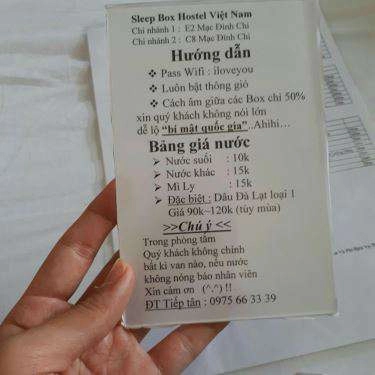 Sleep Box Hostel Việt Nam
Chi nhánh 1 : E2 Mạc Đĩnh Chi
Chi nhánh 2 : C8 Mạc Đĩnh Chi
Hướng dẫn
❖ Pass Wifi : iloveyou
❖ Luôn bật thông gió
❖ Cách âm giữa các Box chỉ 50%
xin quý khách không nói lớn
dễ lộ "bí mật quốc gia"..Ahihi…
Bảng giá nước
➢ Nước suối : 10k
➢ Nước khác : 15k
➢ Mì Ly : 15k
➢ Đặc biệt : Dâu Đà Lạt loại 1
Giá 90k~120k (tùy mùa)
>>Chú ý <<
Trong phòng tắm
Quý khách không chỉnh
bất kì van nào, nếu nước
không nóng báo nhân viên
Xin cảm ơn (^.^) !!
ĐT Tiếp tân : 0975 66 33 39